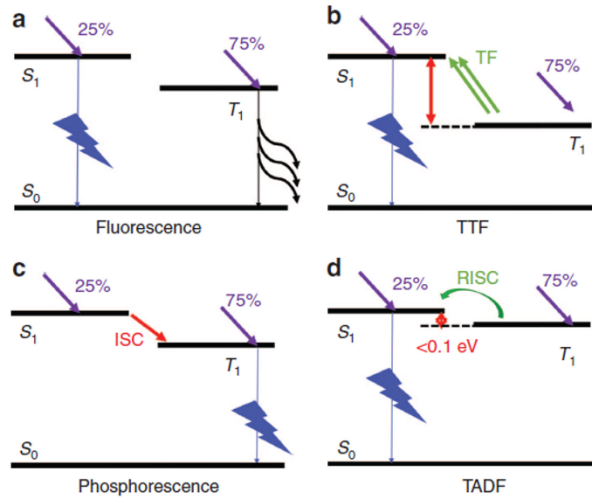 a
25%
75%
S1
T1
S0
Fluorescence
b
25%
TF
75%
S1
T1
S0
TTF
c
25%
75%
ISC
S1
T1
S0
Phosphorescence
d
25%
RISC
75%
S1
<0.1 eV
T1
S0
TADF